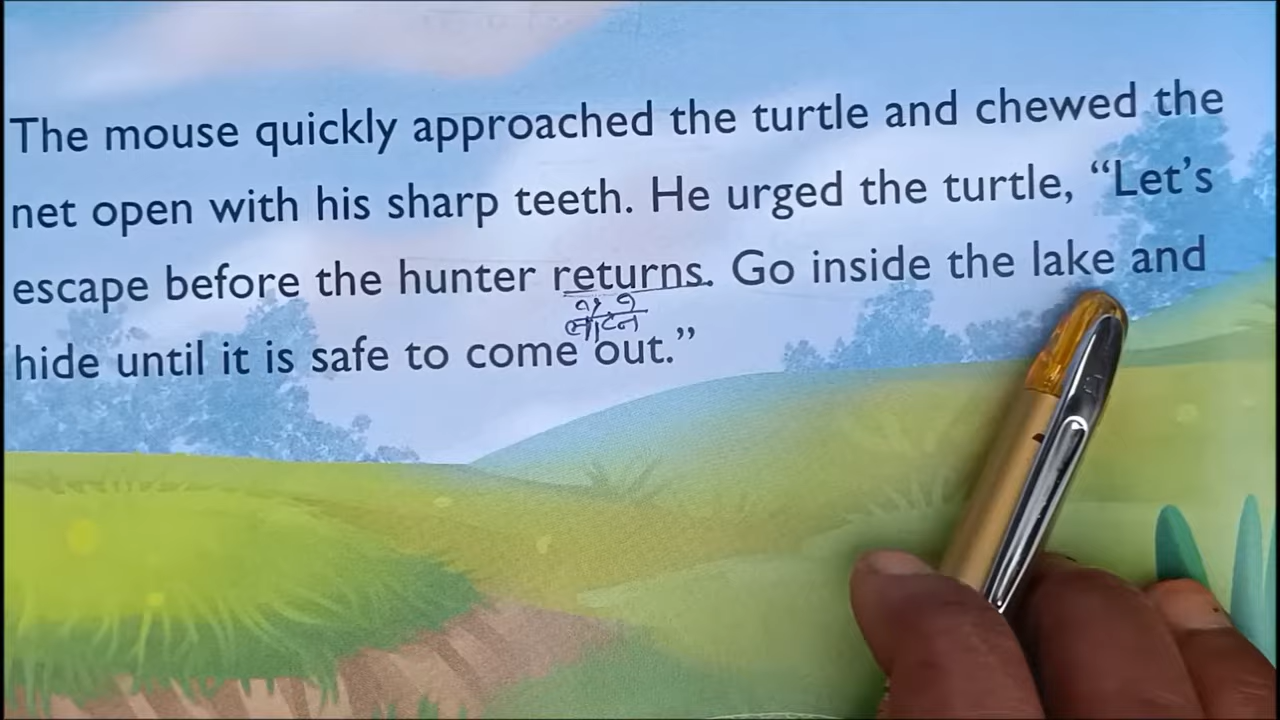 The mouse quickly approached the turtle and chewed the
net open with his sharp teeth. He urged the turtle, “Let’s
escape before the hunter returns. Go inside the lake and
hide until it is safe to come out.”